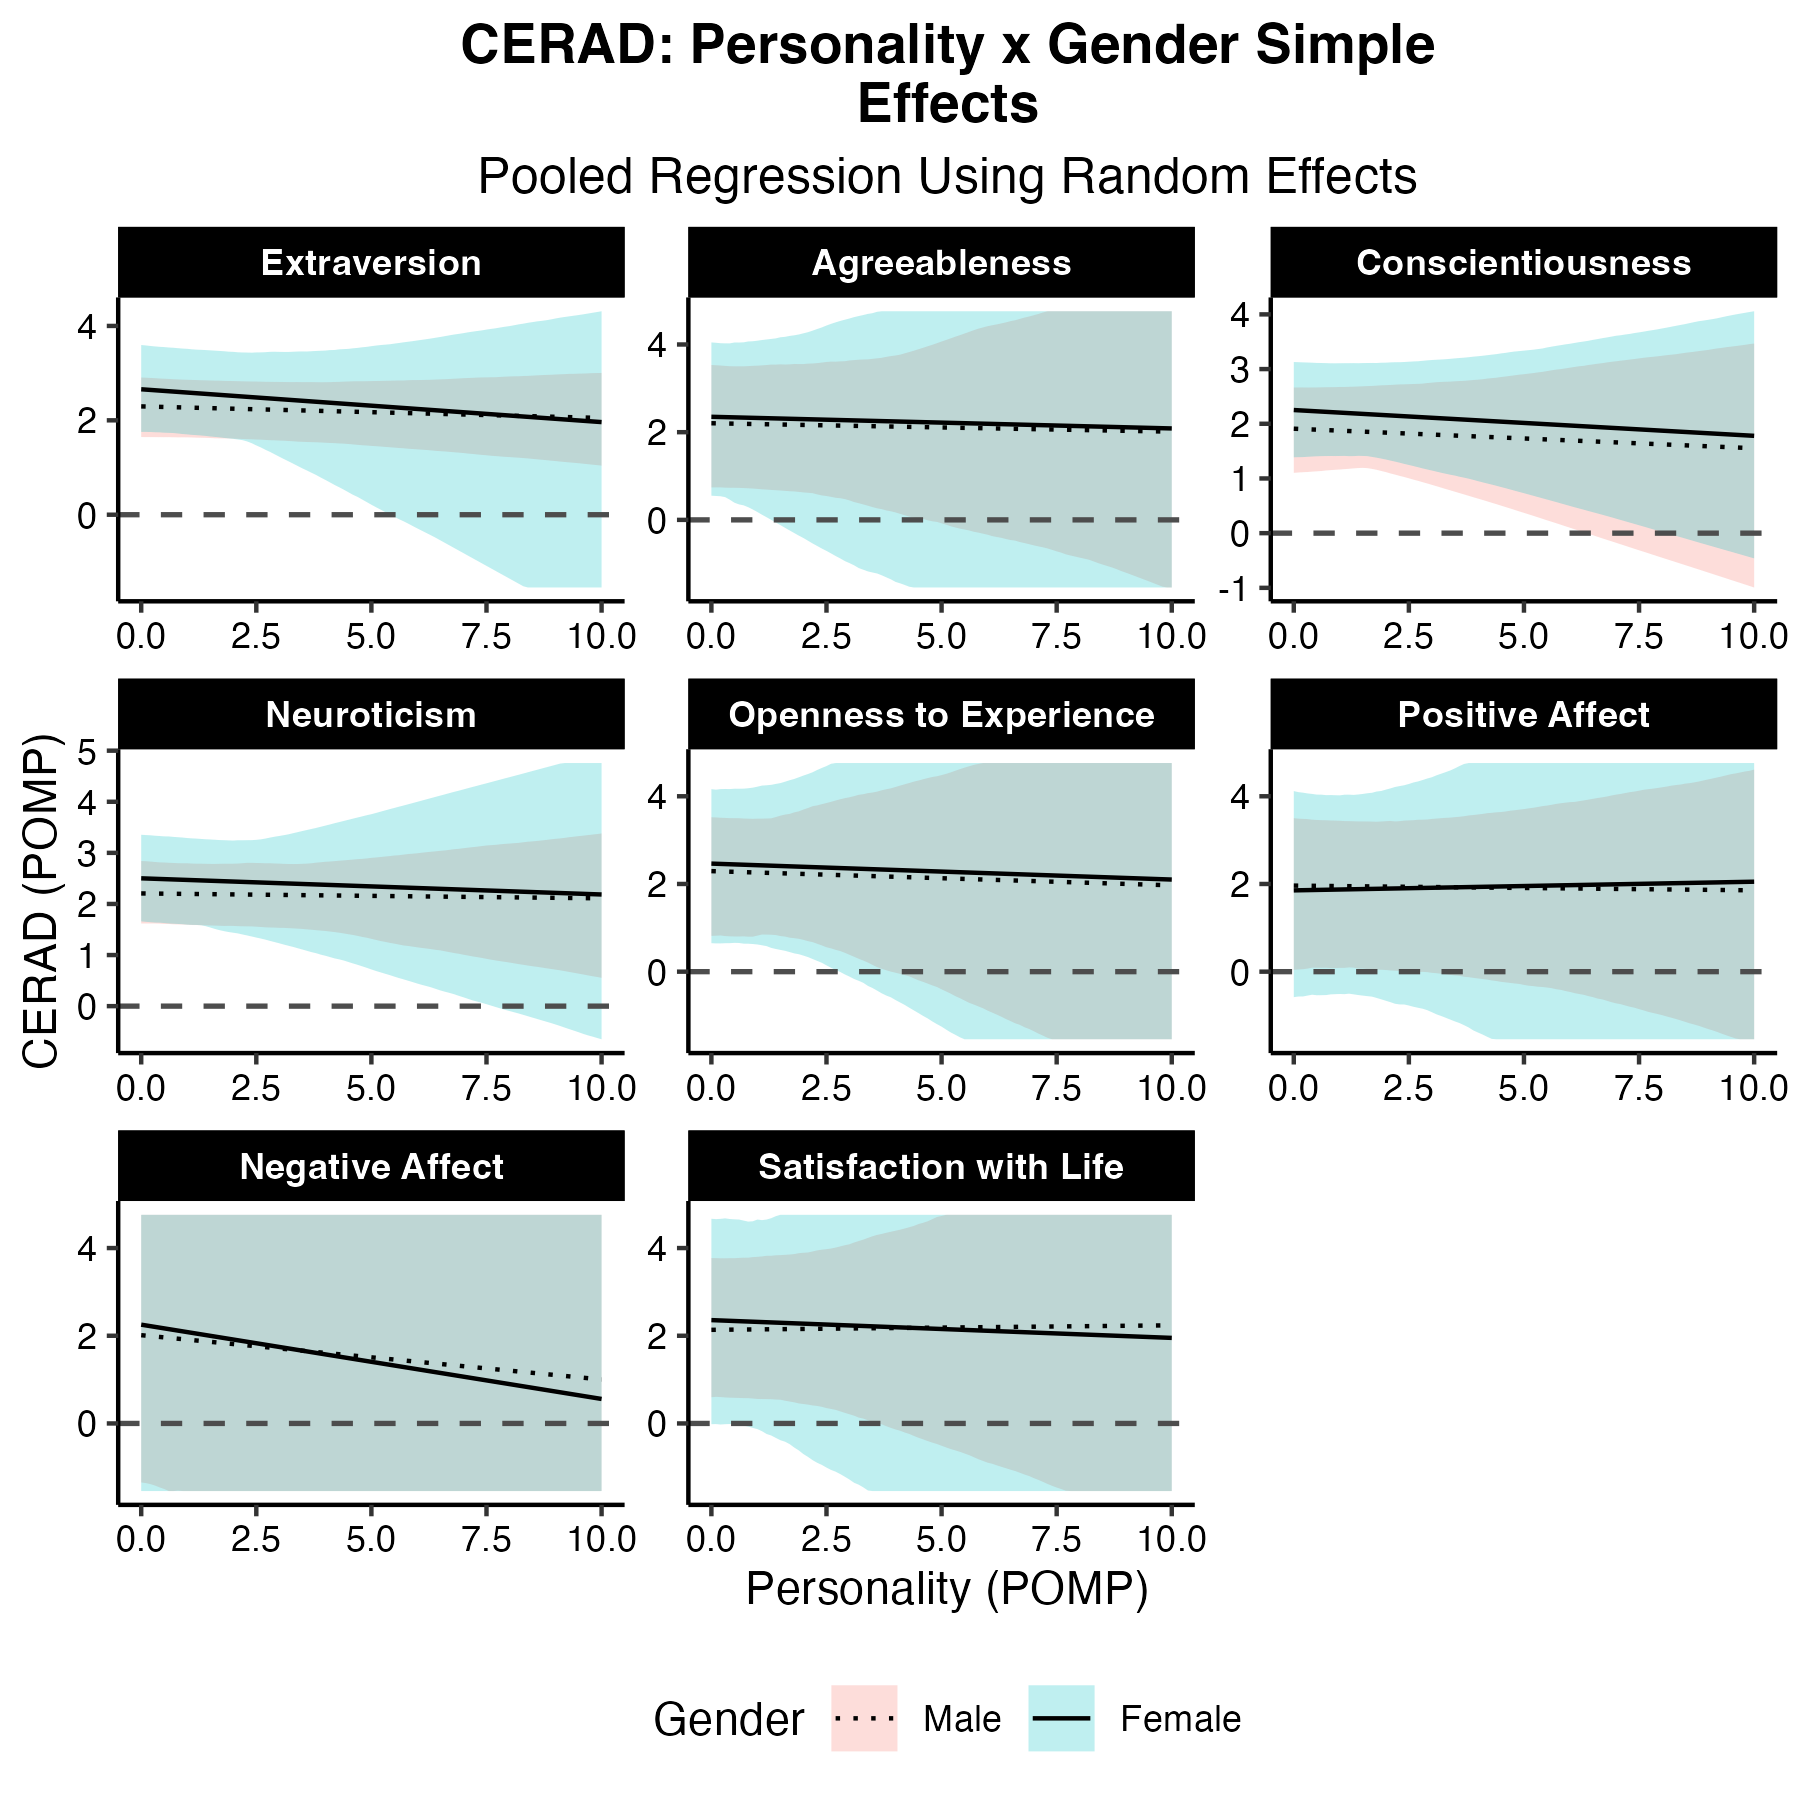 CERAD: Personality x Gender Simple
Effects
Pooled Regression Using Random Effects
Extraversion
Agreeableness
Conscientiousness
4
2
0
4
2
0
4
3
2
1
0
-1
0.0 2.5 5.0 7.5 10.0
0.0 2.5 5.0 7.5 10.0
0.0 2.5 5.0 7.5 10.0
Neuroticism
Openness to Experience
Positive Affect
CERAD (POMP)
5
4
3
2
1
0
4
2
0
4
2
0
0.0 2.5 5.0 7.5 10.0
0.0 2.5 5.0 7.5 10.0
0.0 2.5 5.0 7.5 10.0
Negative Affect
Satisfaction with Life
4
2
0
4
2
0
0.0 2.5 5.0 7.5 10.0
0.0 2.5 5.0 7.5 10.0
Personality (POMP)
Gender Male Female